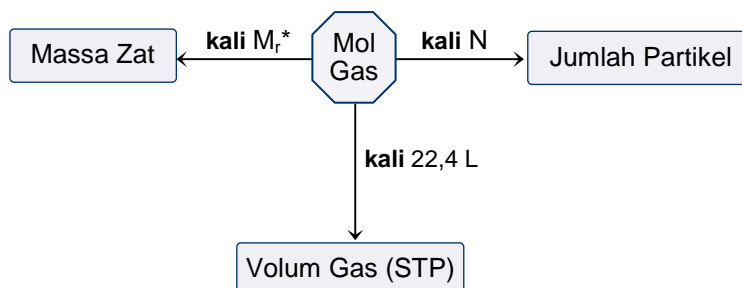 Massa Zat
kali Mr*
Mol
Gas
kali N
Jumlah Partikel
kali 22,4 L
Volum Gas (STP)